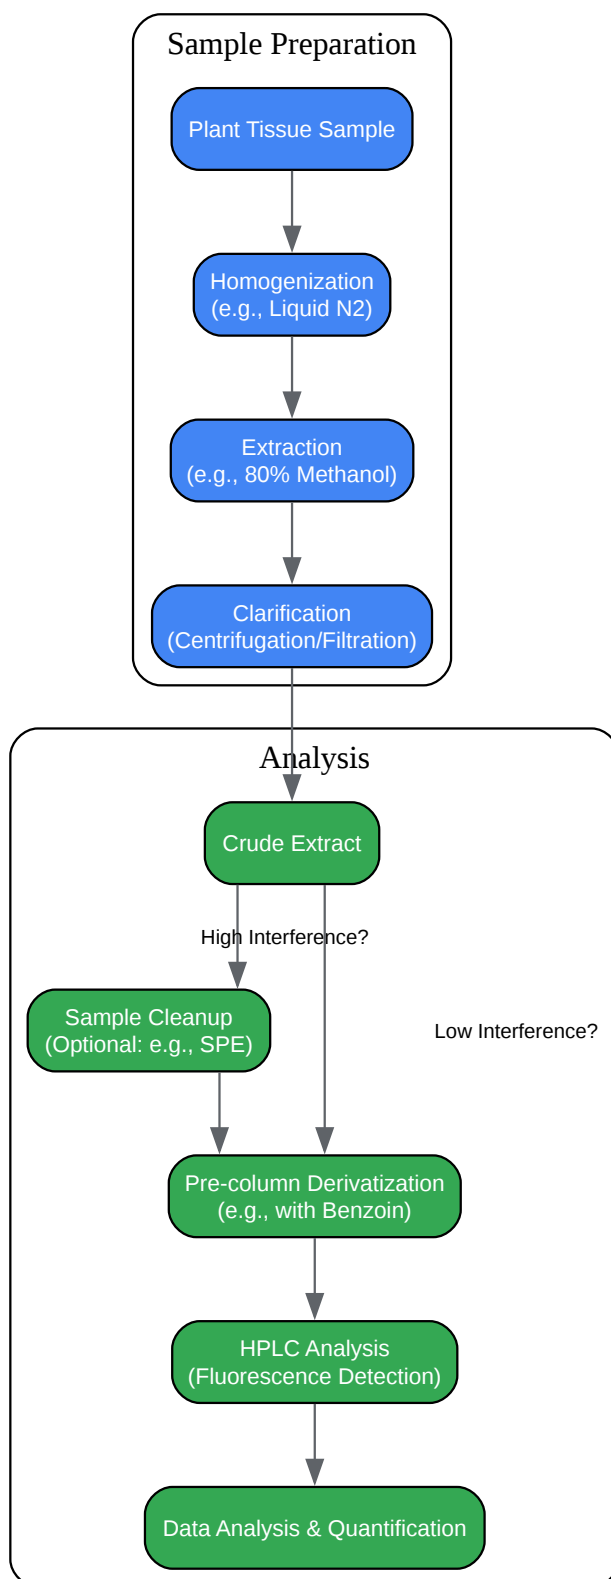 Sample Preparation
Plant Tissue Sample
Homogenization
(e.g., Liquid N2)
Extraction
(e.g., 80% Methanol)
Clarification
(Centrifugation/Filtration)
Analysis
Crude Extract
High Interference?
Sample Cleanup
(Optional: e.g., SPE)
Low Interference?
Pre-column Derivatization
(e.g., with Benzoin)
HPLC Analysis
(Fluorescence Detection)
Data Analysis & Quantification